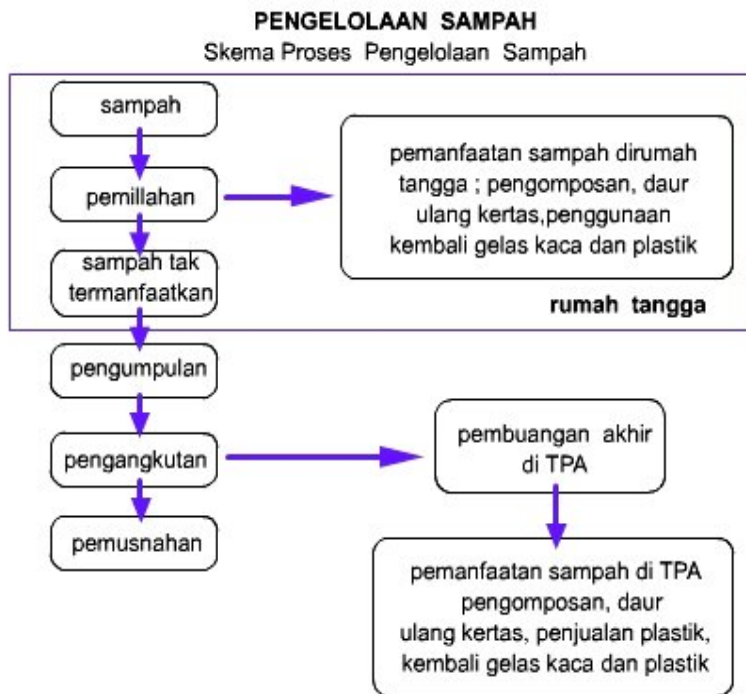 PENGELOLAAN SAMPAH
Skema Proses Pengelolaan Sampah
sampah
pemillahan
pemanfaatan sampah dirumah
tangga ; pengomposan, daur
ulang kertas,penggunaan
kembali gelas kaca dan plastik
sampah tak
termanfaatkan
rumah tangga
pengumpulan
pengangkutan
pembuangan akhir
di TPA
pemusnahan
pemanfaatan sampah di TPA
pengomposan, daur
ulang kertas, penjualan plastik,
kembali gelas kaca dan plastik